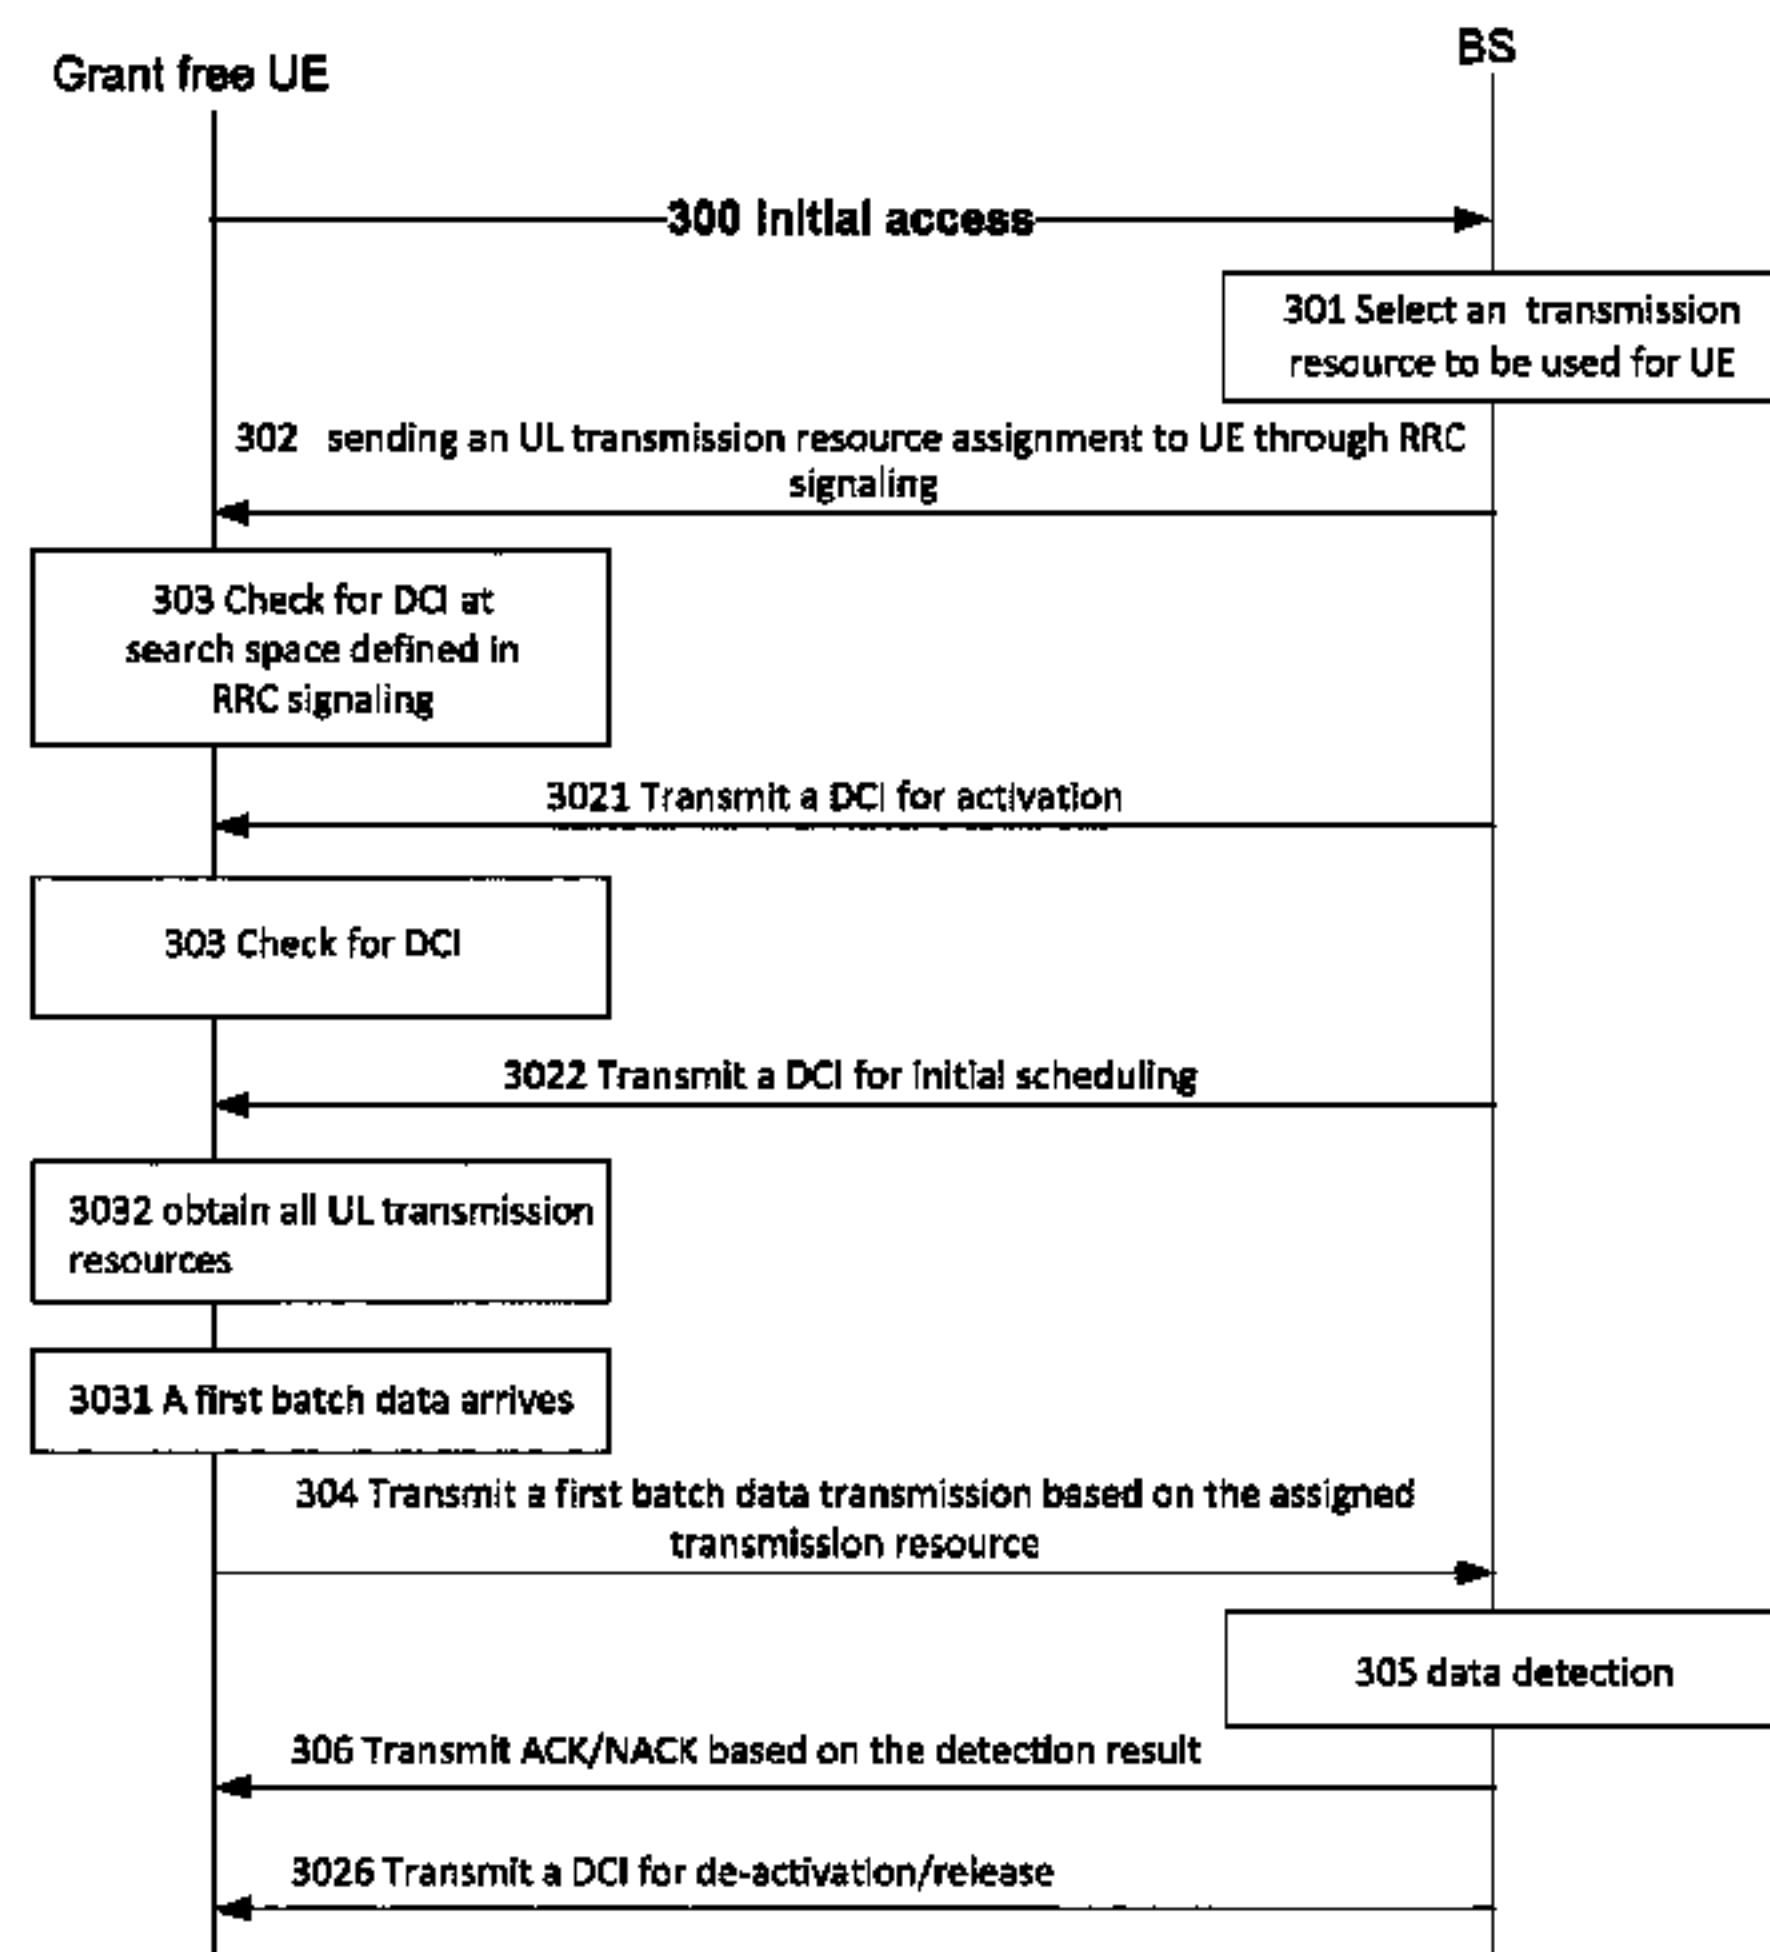 Grant free UE
BS
300 Initial access
301 Select an transmission
resource to be used for UE
302 sending an UL transmission resource assignment to UE through RRC
signaling
303 Check for DCI at
search space defined in
RRC signaling
3021 Transmit a DCI for activation
303 Check for DCI
3022 Transmit a DCI for initial scheduling
3032 obtain all UL transmission
resources
3031 A first batch data arrives
304 Transmit a first batch data transmission based on the assigned
transmission resource
305 data detection
306 Transmit ACK/NACK based on the detection result
3026 Transmit a DCI for de-activation/release